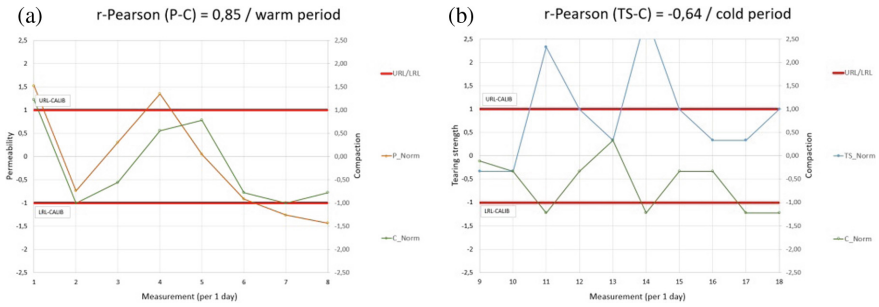 (a)
r-Pearson (P-C) = 0,85 / warm period
2,5
2
1,5
1
0,5
0
-0,5
-1
-1,5
-2
-2,5
Permeability
URL-CALIB
LRL-CALIB
2,50
2,00
1,50
1,00
0,50
0,00
-0,50
-1,00
-1,50
-2,00
-2,50
Compaction
1 2 3 4 5 6 7 8
Measurement (per 1 day)
URL/LRL
P_Norm
C_Norm
(b)
r-Pearson (TS-C) = -0,64 / cold period
2,5
2
1,5
1
0,5
0
-0,5
-1
-1,5
-2
-2,5
Tearing strength
URL-CALIB
LRL-CALIB
2,50
2,00
1,50
1,00
0,50
0,00
-0,50
-1,00
-1,50
-2,00
-2,50
Compaction
9 10 11 12 13 14 15 16 17 18
Measurement (per 1 day)
URL/LRL
TS_Norm
C_Norm